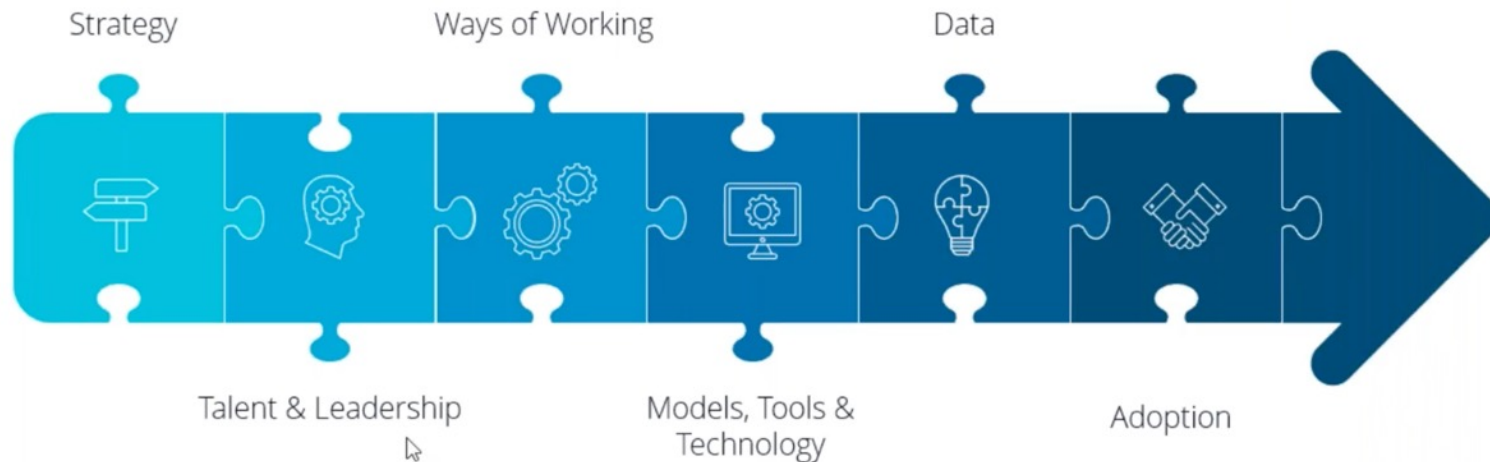 Strategy
Ways of Working
Data
Talent & Leadership
Models, Tools &
Technology
Adoption